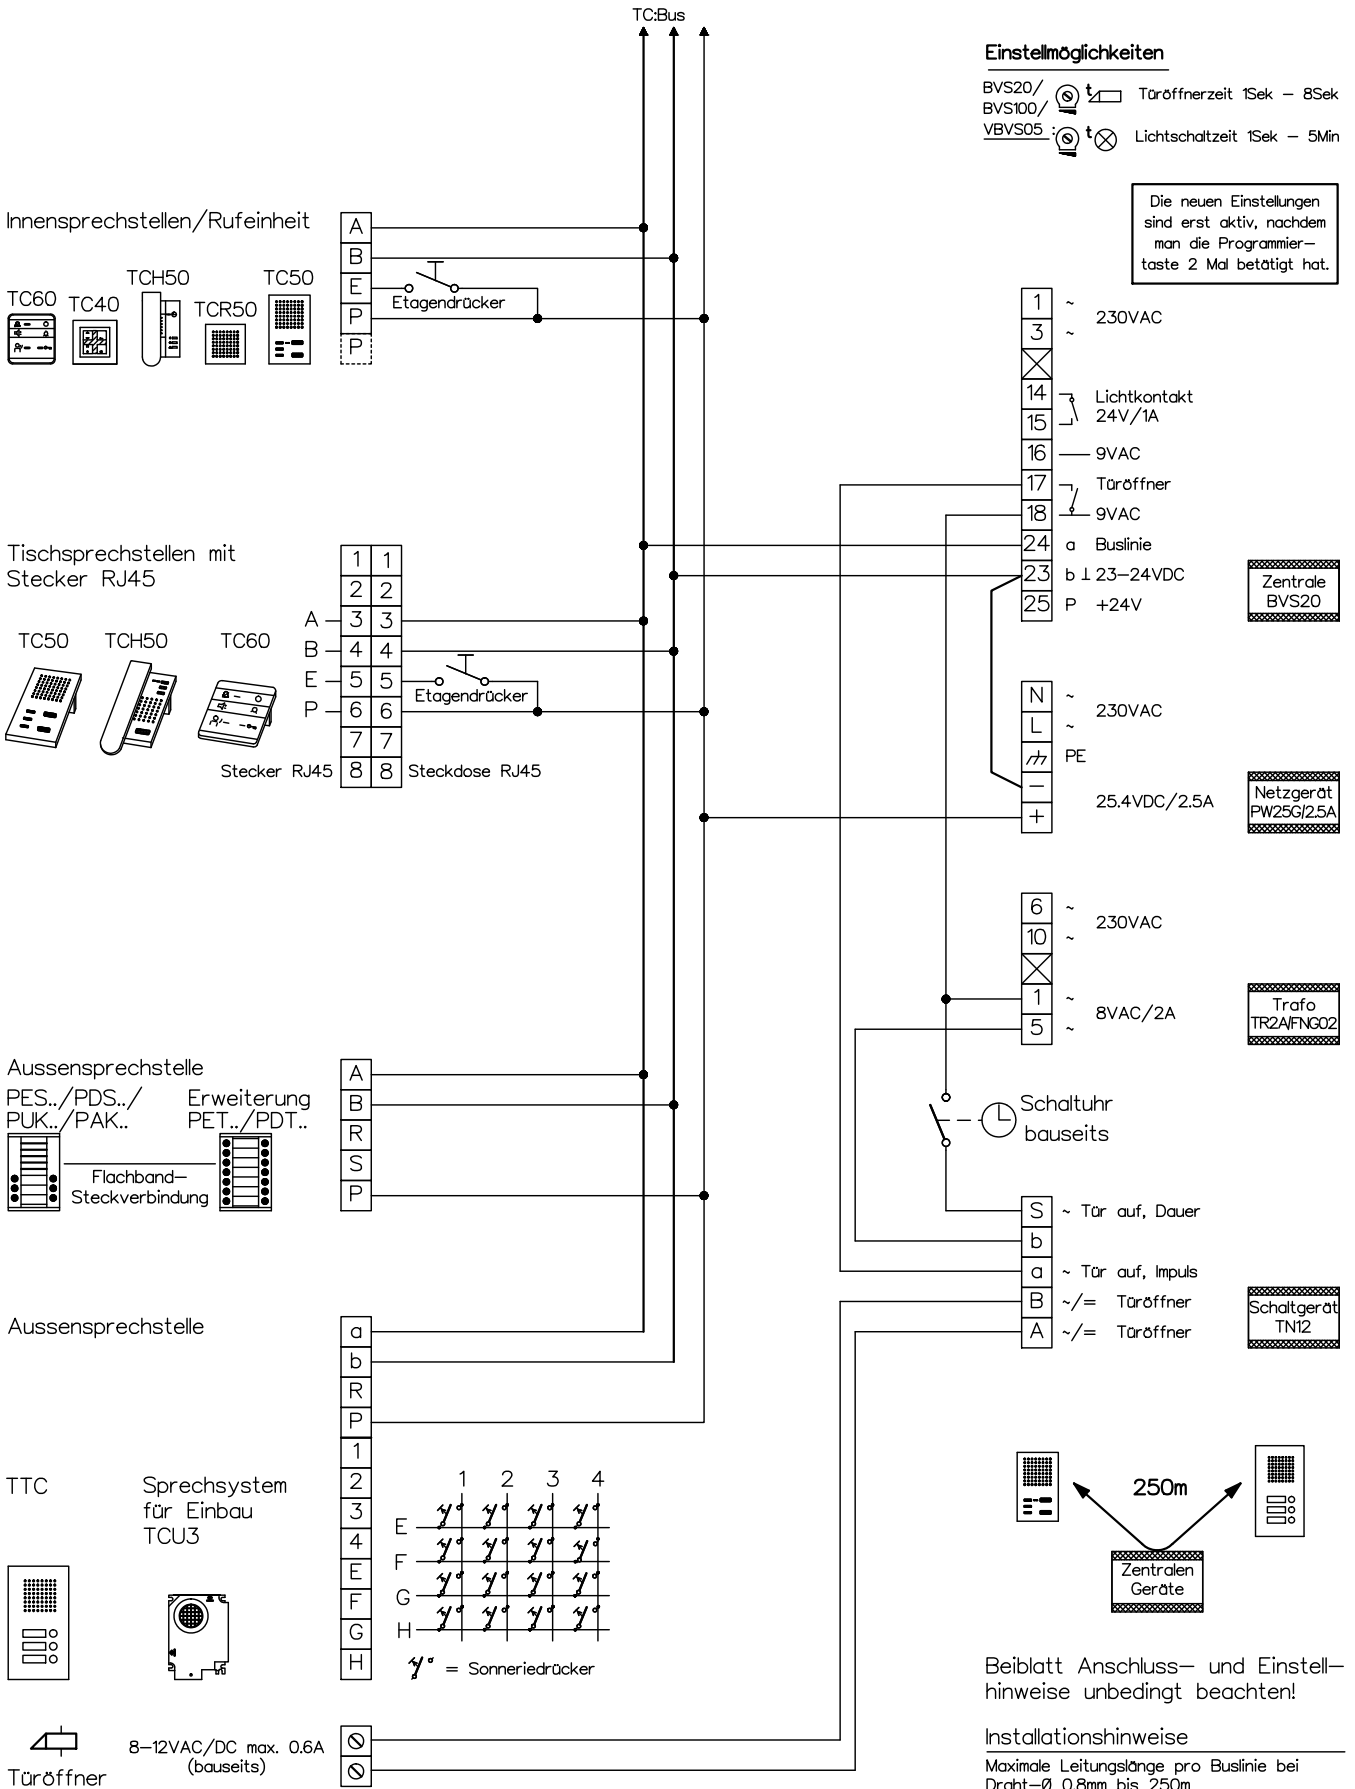 TC:Bus
Einstellmöglichkeiten
BVS20/
BVS100/
VBVS05 :
t Türöffnerzeit 1Sek – 8Sek
t Lichtschaltzeit 1Sek – 5Min
Die neuen Einstellungen
sind erst aktiv, nachdem
man die Programmier–
taste 2 Mal betätigt hat.
Innensprechstellen/Rufeinheit
TC60
TC40
TCH50
TCR50
TC50
A
B
E
P
P
Etagendrücker
1 ~
3 ~
230VAC
14
15
Lichtkontakt
24V/1A
16 9VAC
17 Türöffner
18 9VAC
24 a Buslinie
23 b ⊥ 23–24VDC
25 P +24V
Zentrale
BVS20
Tischsprechstellen mit
Stecker RJ45
TC50
TCH50
TC60
1 1
2 2
A 3 3
B 4 4
E 5 5
P 6 6
7 7
Stecker RJ45 8 8 Steckdose RJ45
Etagendrücker
N ~
L ~
230VAC
PE
–
+
25.4VDC/2.5A
Netzgerät
PW25G/2.5A
6 ~
10 ~
230VAC
1 ~
5 ~
8VAC/2A
Trafo
TR2A/FNG02
Aussensprechstelle
PES../PDS../
PUK../PAK..
Erweiterung
PET../PDT..
Flachband–
Steckverbindung
A
B
R
S
P
Schaltuhr
bauseits
S ~ Tür auf, Dauer
b
a ~ Tür auf, Impuls
B ~/= Türöffner
A ~/= Türöffner
Schaltgerät
TN12
Aussensprechstelle
a
b
R
P
1
2
3
4
E
F
G
H
TTC
Sprechsystem
für Einbau
TCU3
1 2 3 4
E
F
G
H
= Sonneriedrücker
250m
Zentralen
Geräte
Beiblatt Anschluss– und Einstell–
hinweise unbedingt beachten!
Installationshinweise
Maximale Leitungslänge pro Buslinie bei
Draht–Ø 0.8mm bis 250m
Türöffner
8–12VAC/DC max. 0.6A
(bauseits)